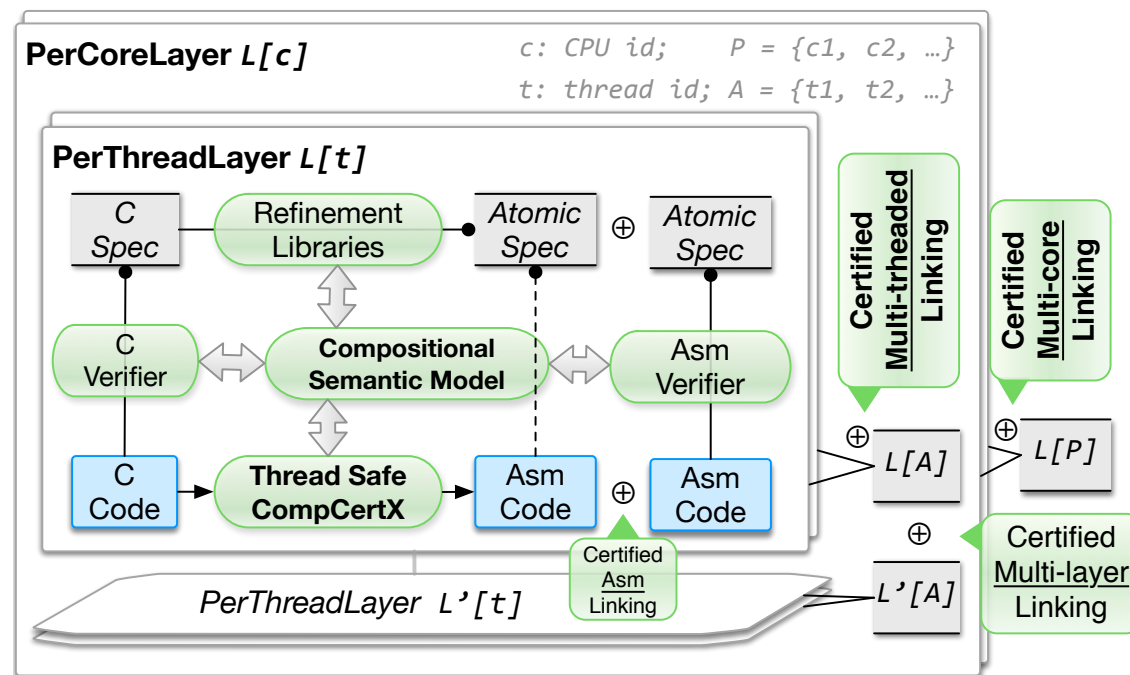 PerCoreLayer L[c]
c: CPU id; P = {c1, c2, …}
t: thread id; A = {t1, t2, …}
PerThreadLayer L[t]
C
Spec
Refinement
Libraries
Atomic
Spec
⊕
Atomic
Spec
C
Verifier
Compositional
Semantic Model
Asm
Verifier
C
Code
Thread Safe
CompCertX
Asm
Code
⊕
Asm
Code
Certified
Asm
Linking
PerThreadLayer L’[t]
Certified
Multi-trheaded
Linking
Certified
Multi-core
Linking
⊕
L[A]
⊕
L[P]
⊕
L’[A]
Certified
Multi-layer
Linking